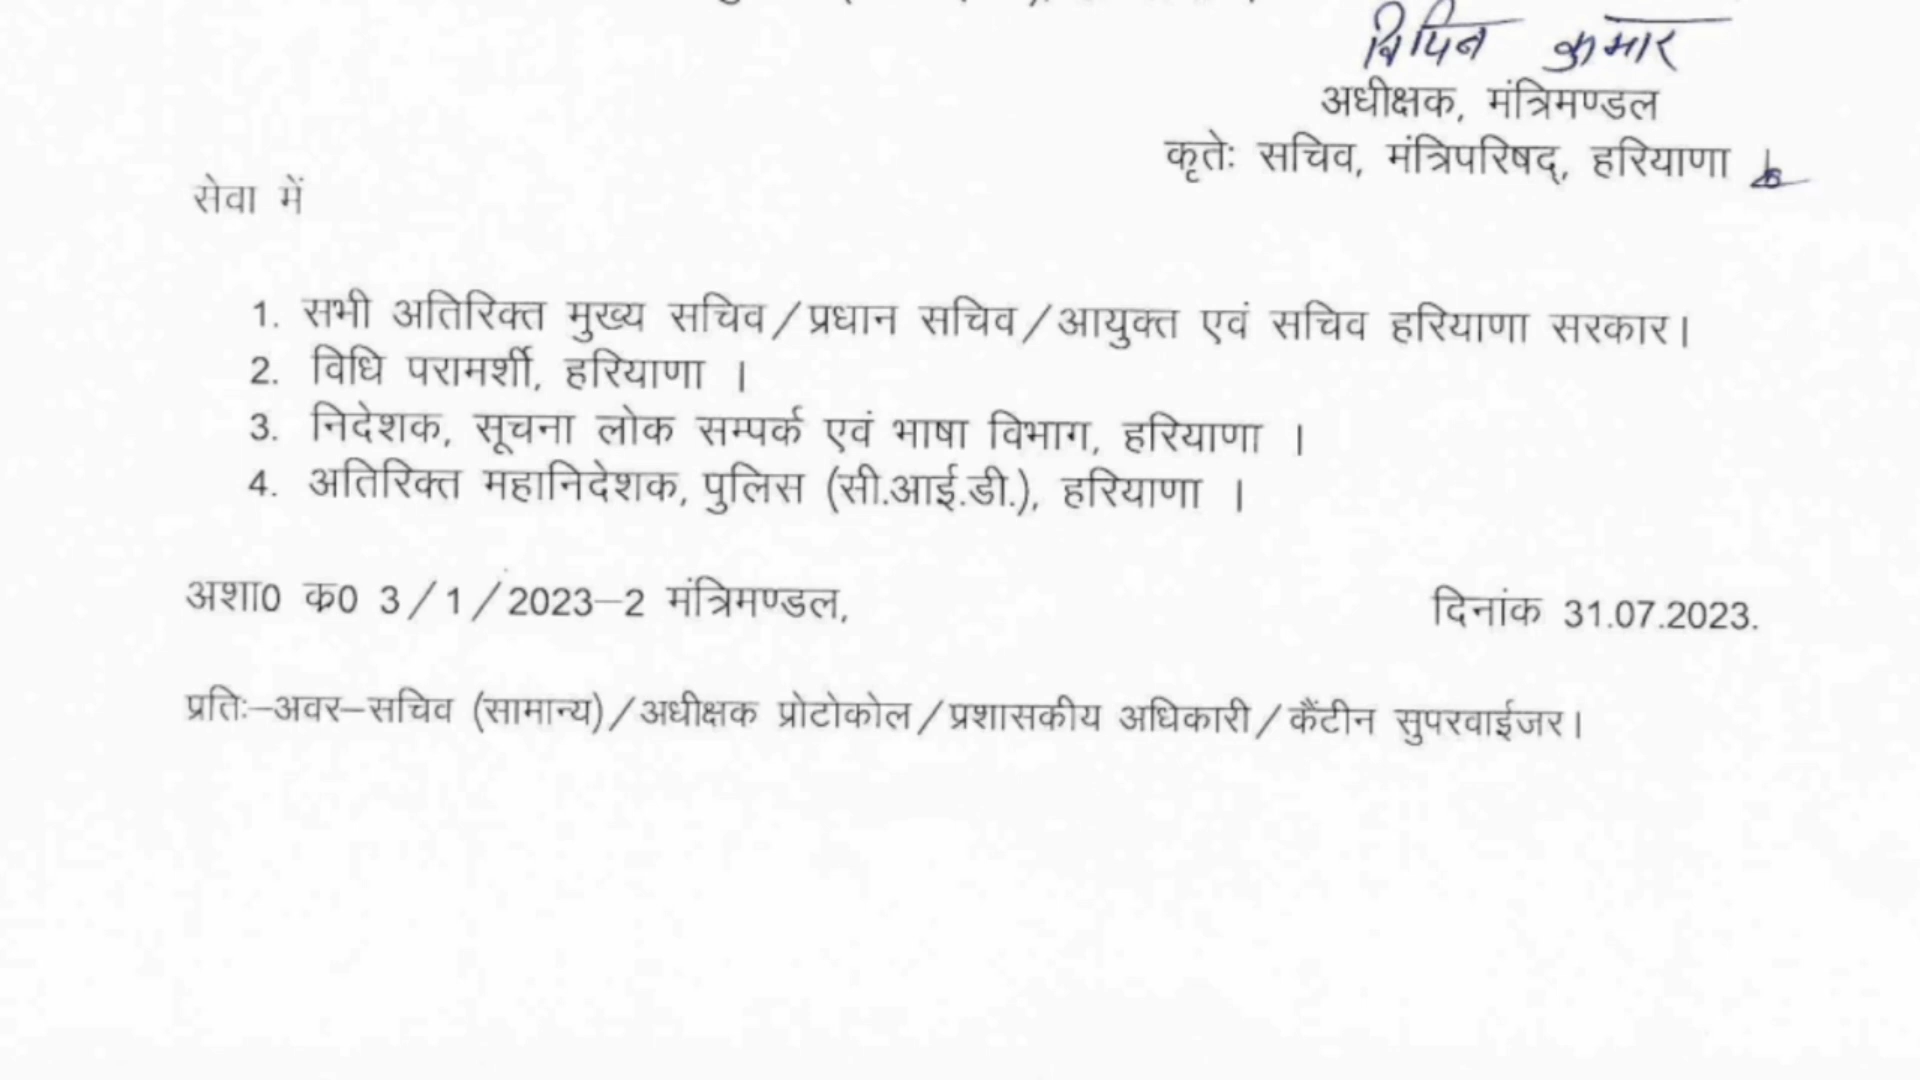 विपिन कुमार
अधीक्षक, मंत्रिमण्डल
कृतेः सचिव, मंत्रिपरिषद्, हरियाणा
सेवा में
1. सभी अतिरिक्त मुख्य सचिव/प्रधान सचिव/आयुक्त एवं सचिव हरियाणा सरकार।
2. विधि परामर्शी, हरियाणा ।
3. निदेशक, सूचना लोक सम्पर्क एवं भाषा विभाग, हरियाणा ।
4. अतिरिक्त महानिदेशक, पुलिस (सी.आई.डी.), हरियाणा ।
अशा0 क0 3/1/2023–2 मंत्रिमण्डल, दिनांक 31.07.2023.
प्रतिः–अवर–सचिव (सामान्य)/अधीक्षक प्रोटोकोल/प्रशासकीय अधिकारी/कैंटीन सुपरवाईजर।